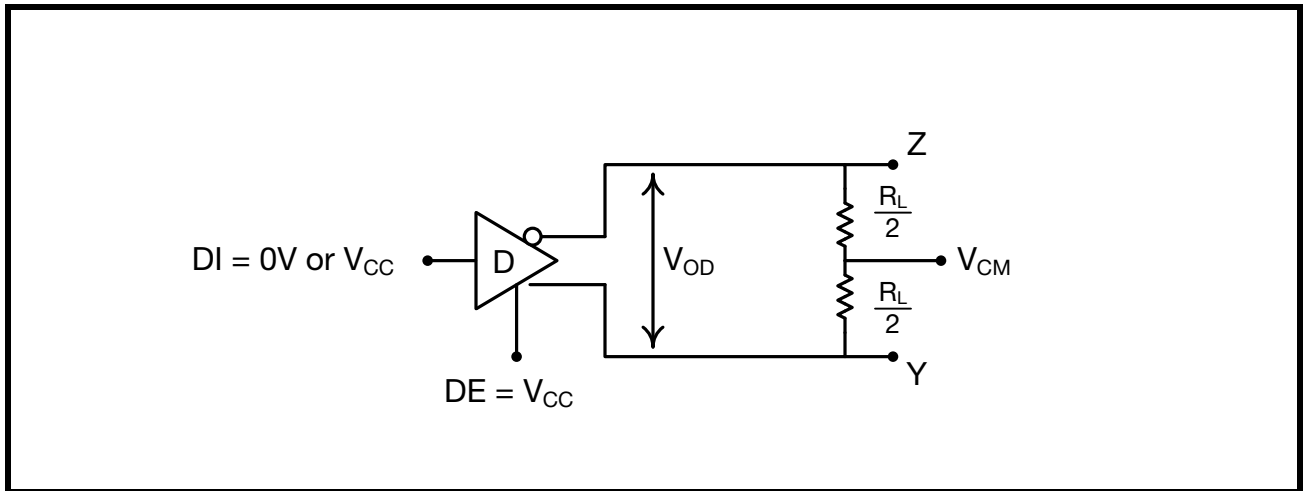 Z
R_L
2
DI = 0V or V_CC
D
V_OD
V_CM
R_L
2
Y
DE = V_CC